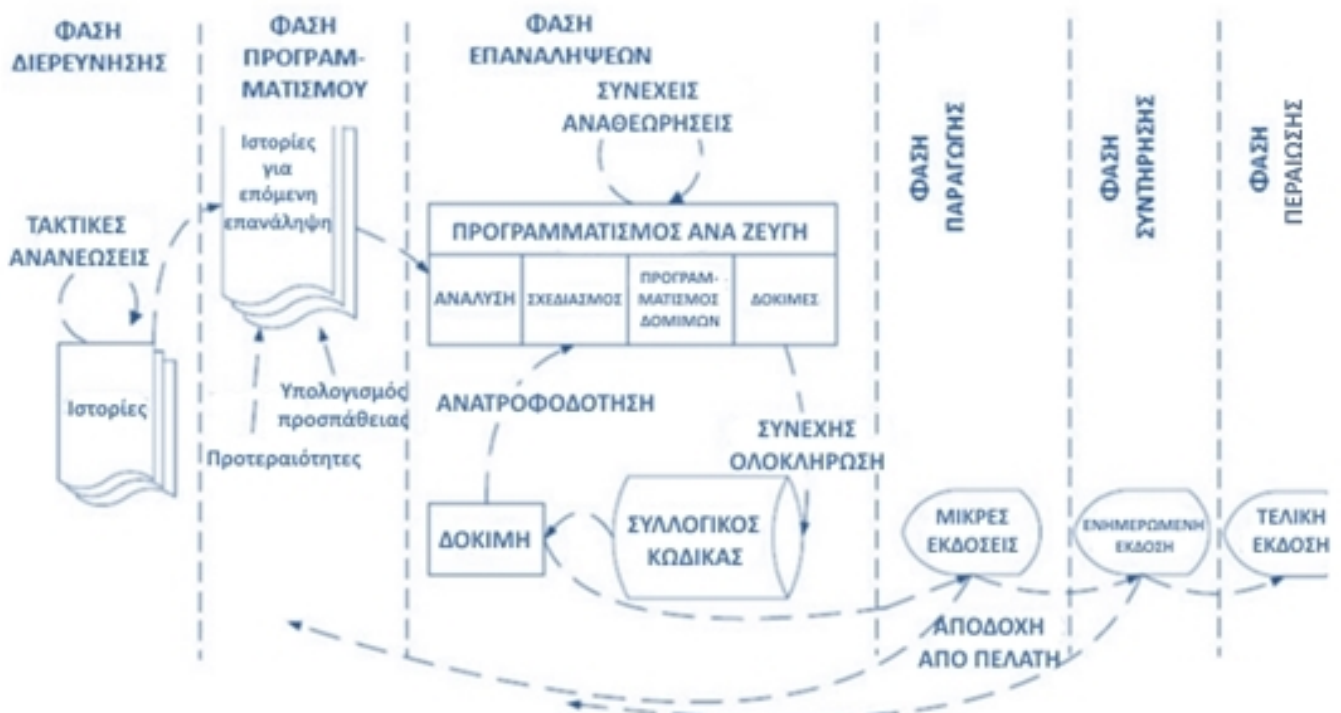 ΦΑΣΗ
ΔΙΕΡΕΥΝΗΣΗΣ
ΦΑΣΗ
ΠΡΟΓΡΑΜ-
ΜΑΤΙΣΜΟΥ
ΦΑΣΗ
ΕΠΑΝΑΛΗΨΕΩΝ
ΦΑΣΗ
ΠΑΡΑΓΩΓΗΣ
ΦΑΣΗ
ΣΥΝΤΗΡΗΣΗΣ
ΦΑΣΗ
ΠΕΡΑΙΩΣΗΣ
ΤΑΚΤΙΚΕΣ
ΑΝΑΝΕΩΣΕΙΣ
Ιστορίες
Ιστορίες
για
επόμενη
επανάληψη
Υπολογισμός
προσπάθειας
Προτεραιότητες
ΣΥΝΕΧΕΙΣ
ΑΝΑΘΕΩΡΗΣΕΙΣ
ΠΡΟΓΡΑΜΜΑΤΙΣΜΟΣ ΑΝΑ ΖΕΥΓΗ
ΑΝΑΛΥΣΗ
ΣΧΕΔΙΑΣΜΟΣ
ΠΡΟΓΡΑΜ-
ΜΑΤΙΣΜΟΣ
ΔΟΜΙΜΩΝ
ΔΟΚΙΜΕΣ
ΑΝΑΤΡΟΦΟΔΟΤΗΣΗ
ΣΥΝΕΧΗΣ
ΟΛΟΚΛΗΡΩΣΗ
ΔΟΚΙΜΗ
ΣΥΛΛΟΓΙΚΟΣ
ΚΩΔΙΚΑΣ
ΜΙΚΡΕΣ
ΕΚΔΟΣΕΙΣ
ΕΝΗΜΕΡΩΜΕΝΗ
ΕΚΔΟΣΗ
ΤΕΛΙΚΗ
ΕΚΔΟΣΗ
ΑΠΟΔΟΧΗ
ΑΠΟ ΠΕΛΑΤΗ